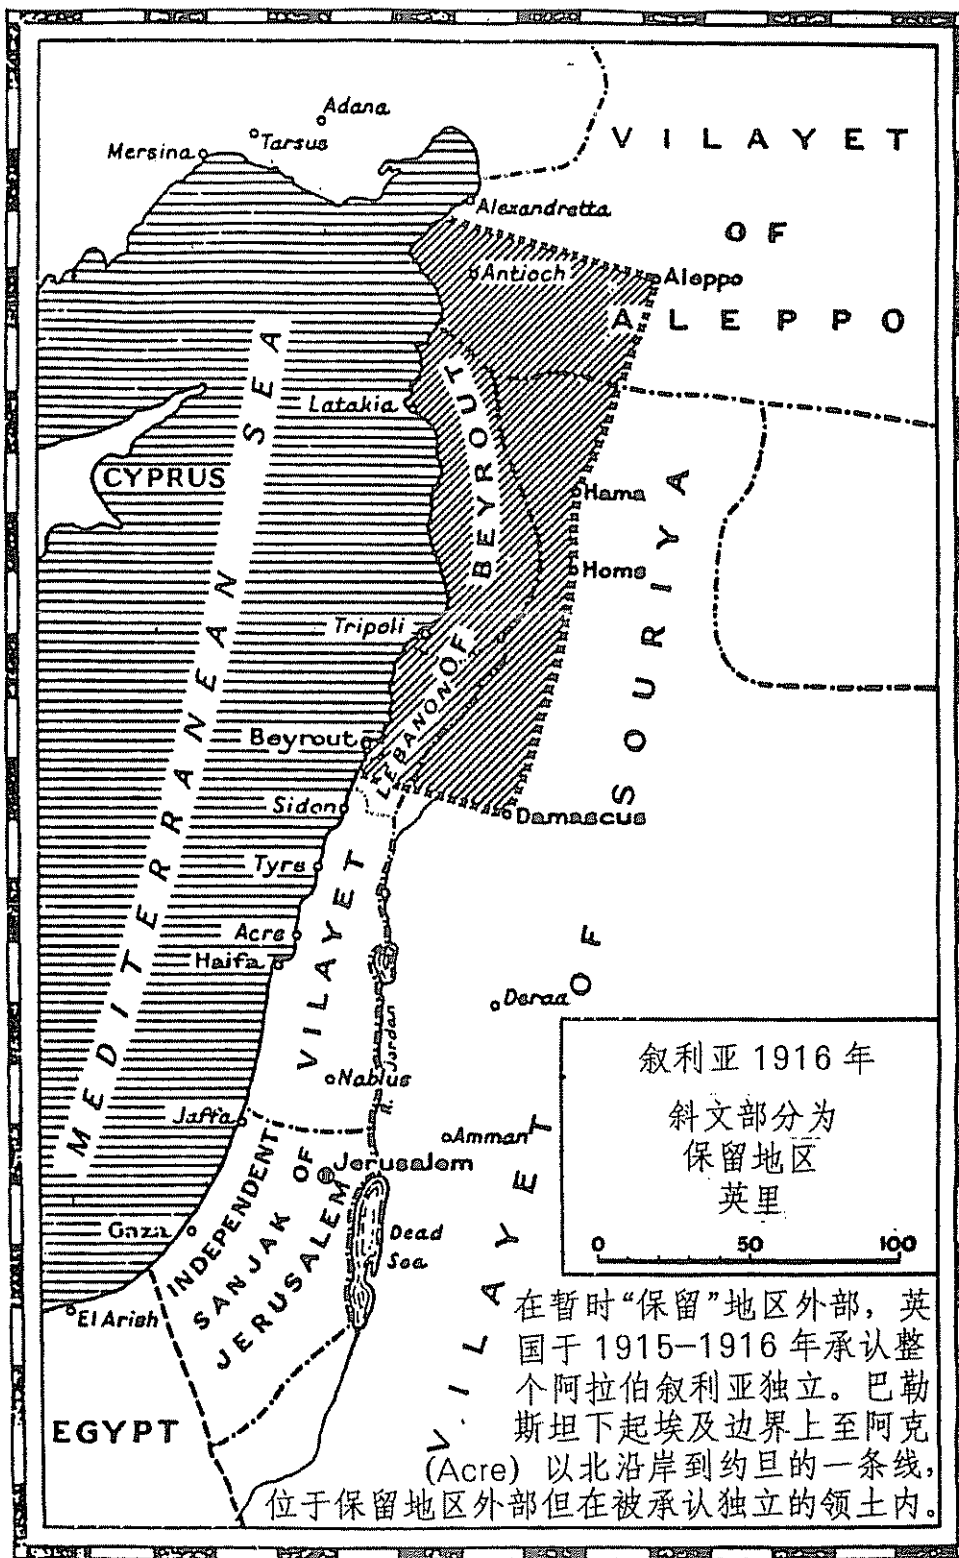 Adana
Tarsus
Mersina
VILAYET
OF
ALEPPO
Alexandretta
Antioch
Aleppo
MEDITERRANEAN SEA
Latakia
CYPRUS
VILAYET OF BEYROUT
Hama
Homs
Tripoli
LEBANON
Beyrout
Sidon
Damascus
VILAYET OF SOURIYA
Tyre
Acre
Haifa
R. Jordan
Deraa
Nablus
Jaffa
Amman
Jerusalem
INDEPENDENT
SANJAK OF
JERUSALEM
Gaza
Dead
Sea
El Arish
EGYPT
叙利亚 1916 年
斜文部分为
保留地区
英里
0 50 100
在暂时“保留”地区外部，英
国于 1915-1916 年承认整
个阿拉伯叙利亚独立。巴勒
斯坦下起埃及边界上至阿克
(Acre) 以北沿岸到约旦的一条线，
位于保留地区外部但在被承认独立的领土内。